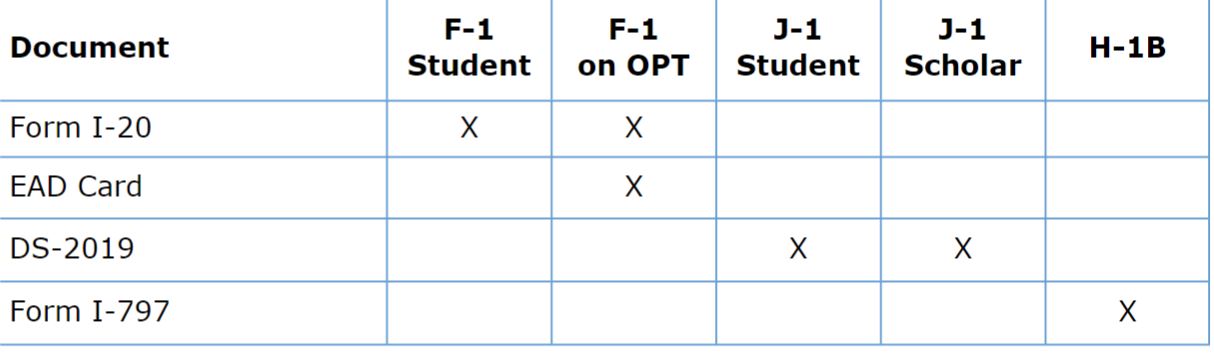 Document F-1 Student F-1 on OPT J-1 Student J-1 Scholar H-1B
Form I-20 X X
EAD Card X
DS-2019 X X
Form I-797 X